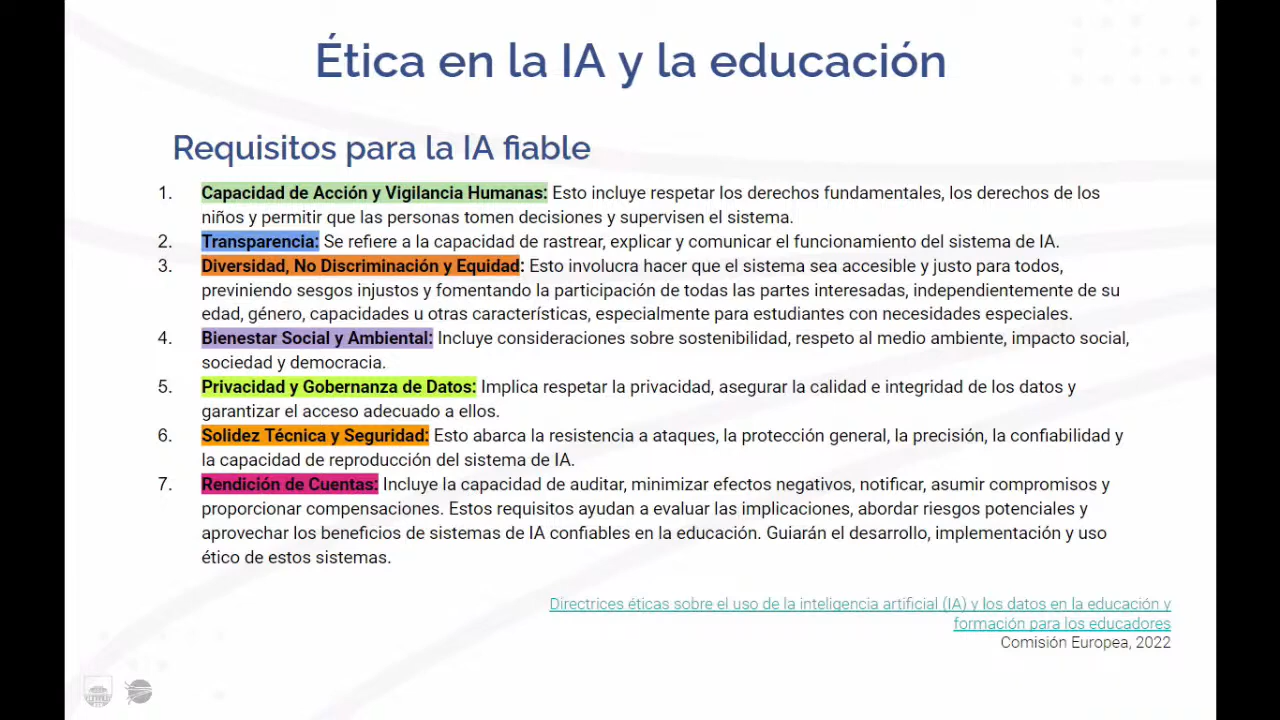 Ética en la IA y la educación
Requisitos para la IA fiable
1. Capacidad de Acción y Vigilancia Humanas: Esto incluye respetar los derechos fundamentales, los derechos de los
niños y permitir que las personas tomen decisiones y supervisen el sistema.
2. Transparencia: Se refiere a la capacidad de rastrear, explicar y comunicar el funcionamiento del sistema de IA.
3. Diversidad, No Discriminación y Equidad: Esto involucra hacer que el sistema sea accesible y justo para todos,
previniendo sesgos injustos y fomentando la participación de todas las partes interesadas, independientemente de su
edad, género, capacidades u otras características, especialmente para estudiantes con necesidades especiales.
4. Bienestar Social y Ambiental: Incluye consideraciones sobre sostenibilidad, respeto al medio ambiente, impacto social,
sociedad y democracia.
5. Privacidad y Gobernanza de Datos: Implica respetar la privacidad, asegurar la calidad e integridad de los datos y
garantizar el acceso adecuado a ellos.
6. Solidez Técnica y Seguridad: Esto abarca la resistencia a ataques, la protección general, la precisión, la confiabilidad y
la capacidad de reproducción del sistema de IA.
7. Rendición de Cuentas: Incluye la capacidad de auditar, minimizar efectos negativos, notificar, asumir compromisos y
proporcionar compensaciones. Estos requisitos ayudan a evaluar las implicaciones, abordar riesgos potenciales y
aprovechar los beneficios de sistemas de IA confiables en la educación. Guiarán el desarrollo, implementación y uso
ético de estos sistemas.
Directrices éticas sobre el uso de la inteligencia artificial (IA) y los datos en la educación y
formación para los educadores
Comisión Europea, 2022